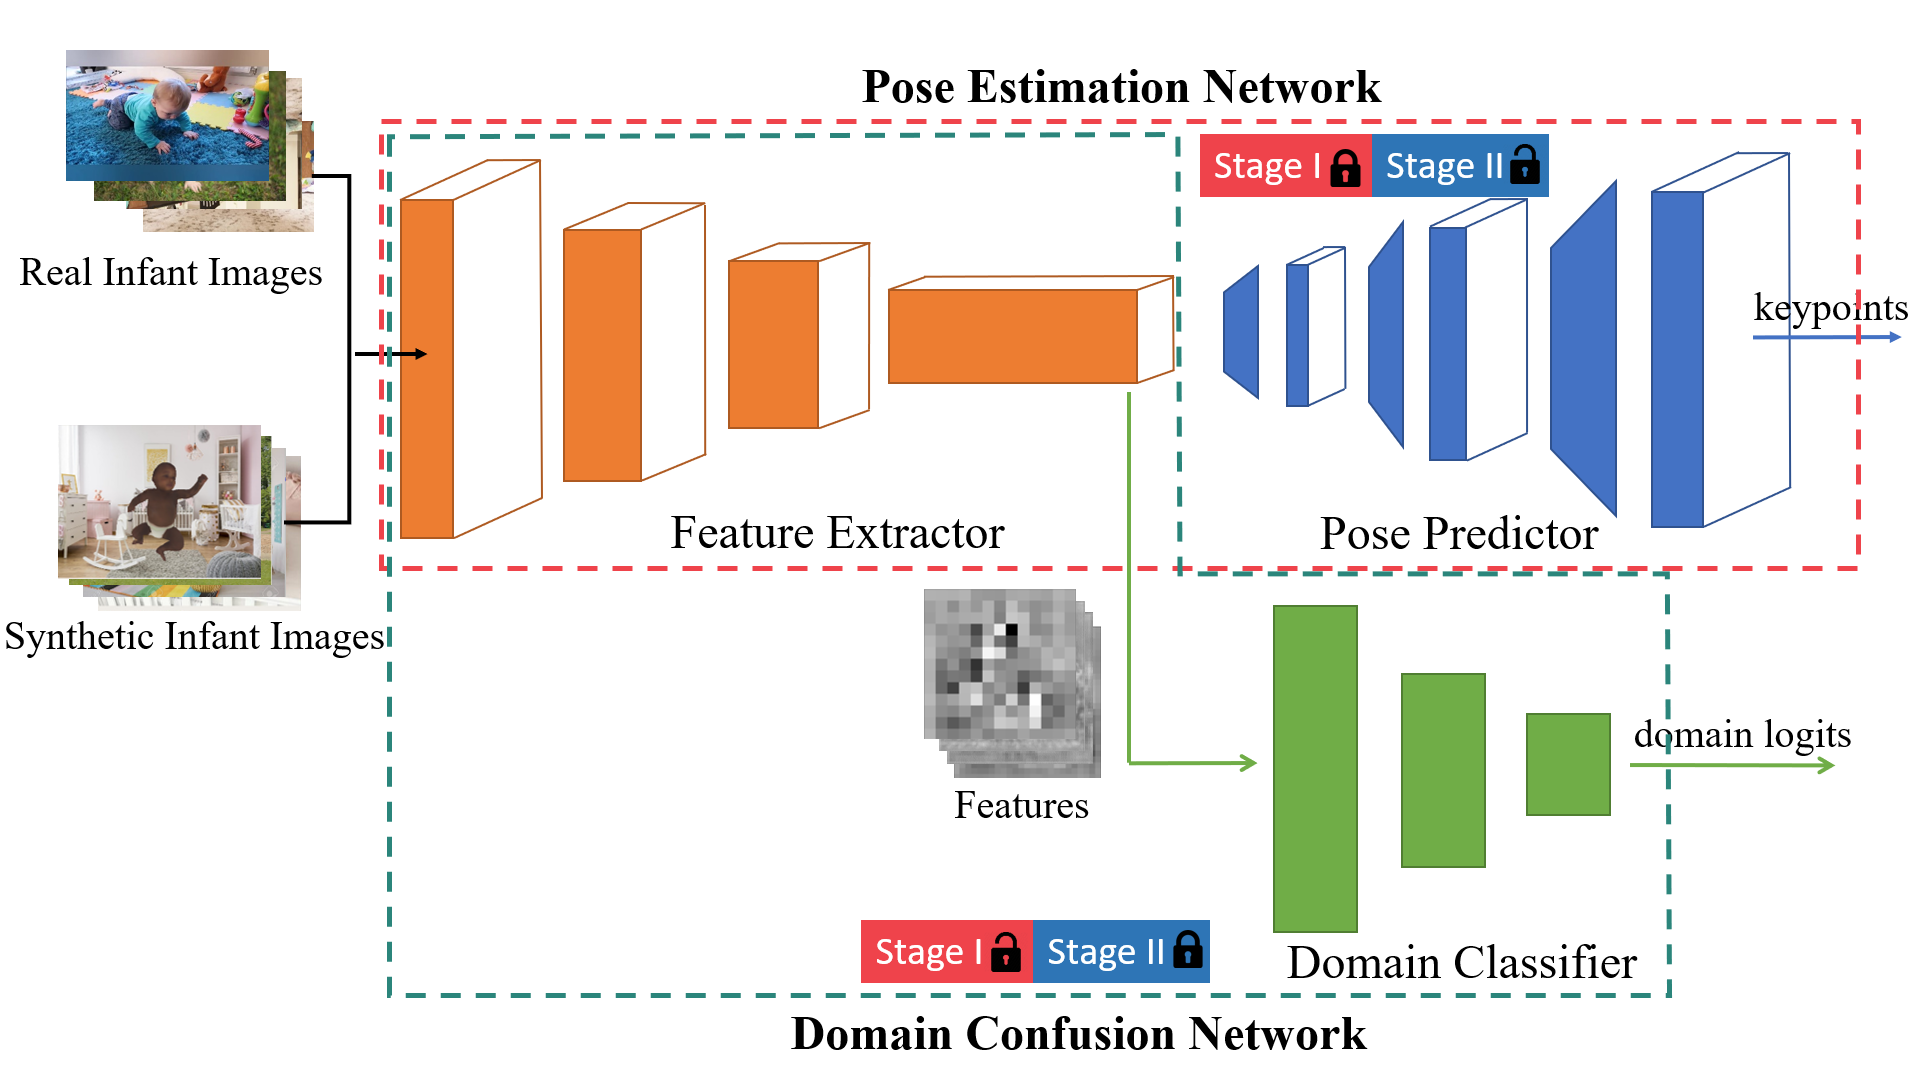 Pose Estimation Network
Stage I
Stage II
Real Infant Images
keypoints
Feature Extractor
Pose Predictor
Synthetic Infant Images
domain logits
Features
Stage I
Stage II
Domain Classifier
Domain Confusion Network